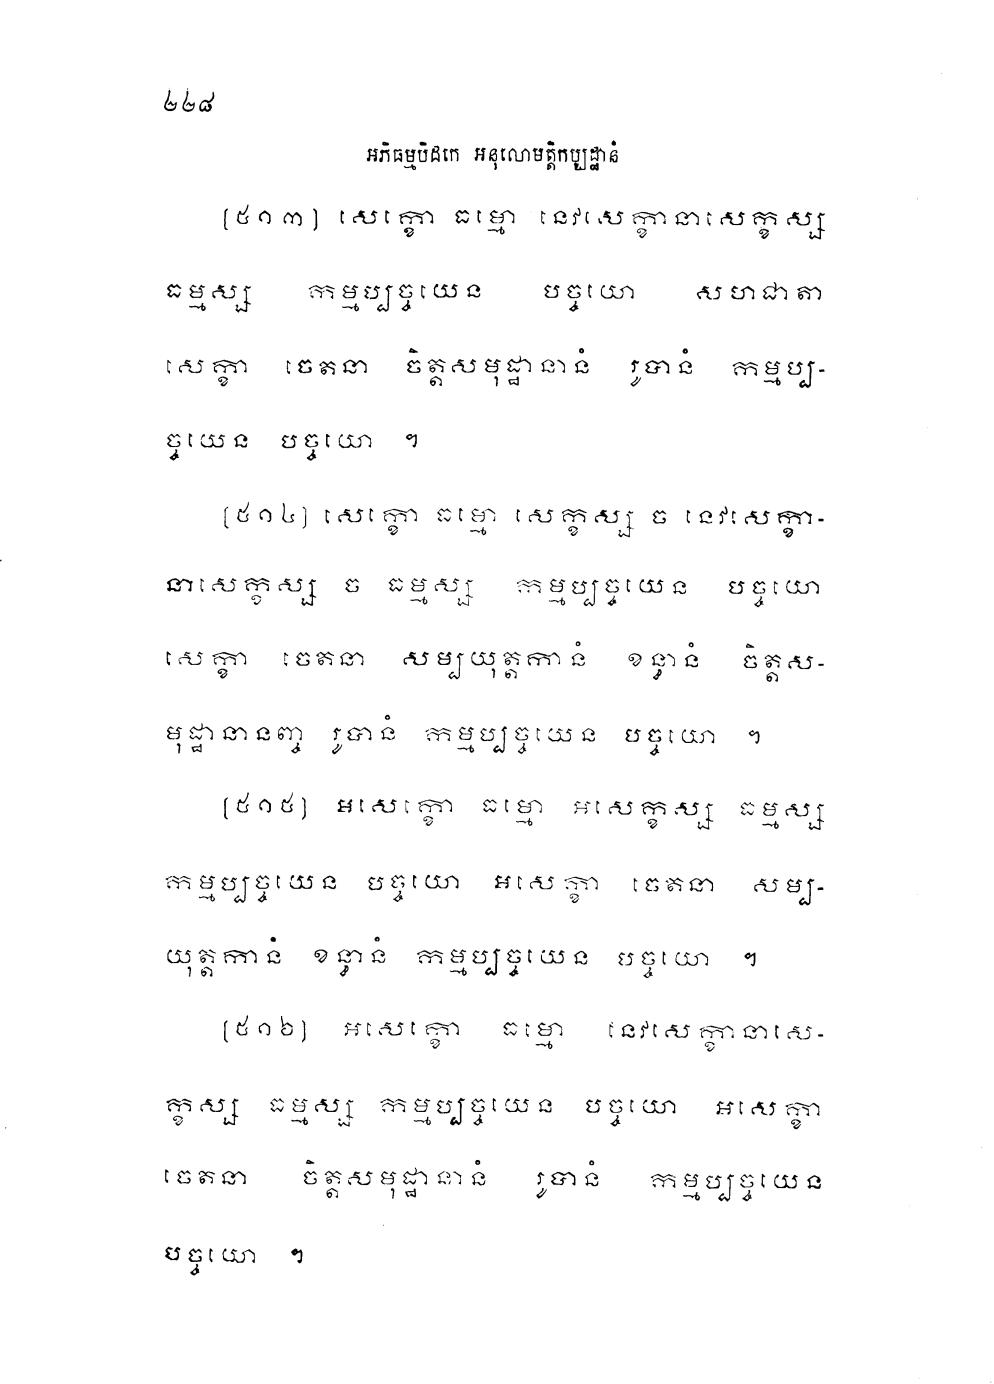 ២២៨
អភិធម្មបិដកេ អនុលោមត្តិកប្បដ្ឋានំ
[៥១៣] សេក្ខោ ធម្មោ នេវសេក្ខានាសេក្ខស្ស
ធម្មស្ស កម្មប្បច្ចយេន បច្ចយោ សហជាតា
សេក្ខា ចេតនា ចិត្តសមុដ្ឋានានំ រូបានំ កម្មប្ប-
ច្ចយេន បច្ចយោ ។
[៥១៤] សេក្ខោ ធម្មោ សេក្ខស្ស ច នេវសេក្ខា-
នាសេក្ខស្ស ច ធម្មស្ស កម្មប្បច្ចយេន បច្ចយោ
សេក្ខា ចេតនា សម្បយុត្តកានំ ខន្ធានំ ចិត្តស-
មុដ្ឋានានញ្ច រូបានំ កម្មប្បច្ចយេន បច្ចយោ ។
[៥១៥] អសេក្ខោ ធម្មោ អសេក្ខស្ស ធម្មស្ស
កម្មប្បច្ចយេន បច្ចយោ អសេក្ខា ចេតនា សម្ប-
យុត្តកានំ ខន្ធានំ កម្មប្បច្ចយេន បច្ចយោ ។
[៥១៦] អសេក្ខោ ធម្មោ នេវសេក្ខានាសេ-
ក្ខស្ស ធម្មស្ស កម្មប្បច្ចយេន បច្ចយោ អសេក្ខា
ចេតនា ចិត្តសមុដ្ឋានានំ រូបានំ កម្មប្បច្ចយេន
បច្ចយោ ។